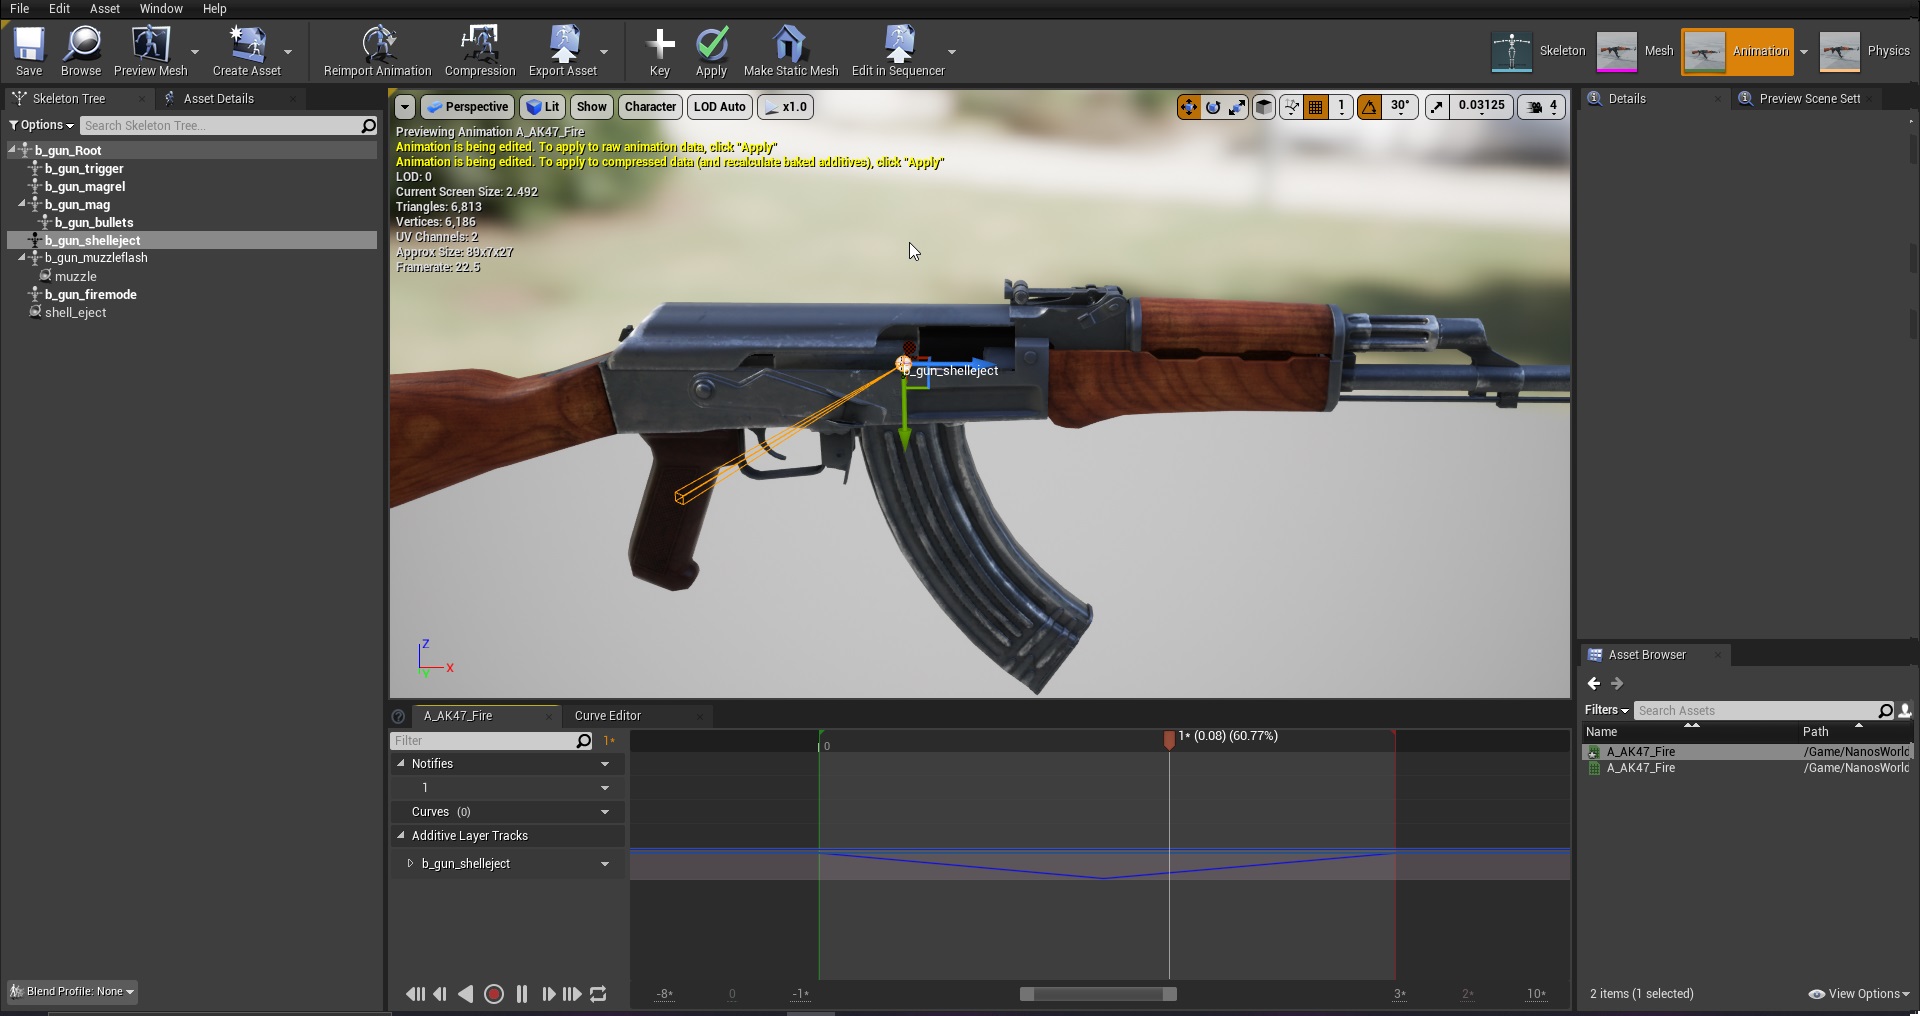 File Edit Asset Window Help
Save Browse Preview Mesh Create Asset Reimport Animation Compression Export Asset Key Apply Make Static Mesh Edit in Sequencer Skeleton Mesh Animation Physics
Skeleton Tree Asset Details
Options Search Skeleton Tree...
b_gun_Root
b_gun_trigger
b_gun_magrel
b_gun_mag
b_gun_bullets
b_gun_shelleject
b_gun_muzzleflash
muzzle
b_gun_firemode
shell_eject
Blend Profile: None
Perspective Lit Show Character LOD Auto x1.0 1 30° 0.03125 4
Previewing Animation A_AK47_Fire
Animation is being edited. To apply to raw animation data, click "Apply"
Animation is being edited. To apply to compressed data (and recalculate baked additives), click "Apply"
LOD: 0
Current Screen Size: 2.492
Triangles: 6,813
Vertices: 6,186
UV Channels: 2
Approx Size: 89x7x27
Framerate: 22.5
b_gun_shelleject
Z
X
Y
A_AK47_Fire Curve Editor
Filter 1*
0 1* (0.08) (60.77%)
Notifies
1
Curves (0)
Additive Layer Tracks
b_gun_shelleject
-8* 0 -1* 3* 2* 10*
Details Preview Scene Sett
Asset Browser
Filters Search Assets
Name Path
A_AK47_Fire /Game/NanosWorld
A_AK47_Fire /Game/NanosWorld
2 items (1 selected) View Options